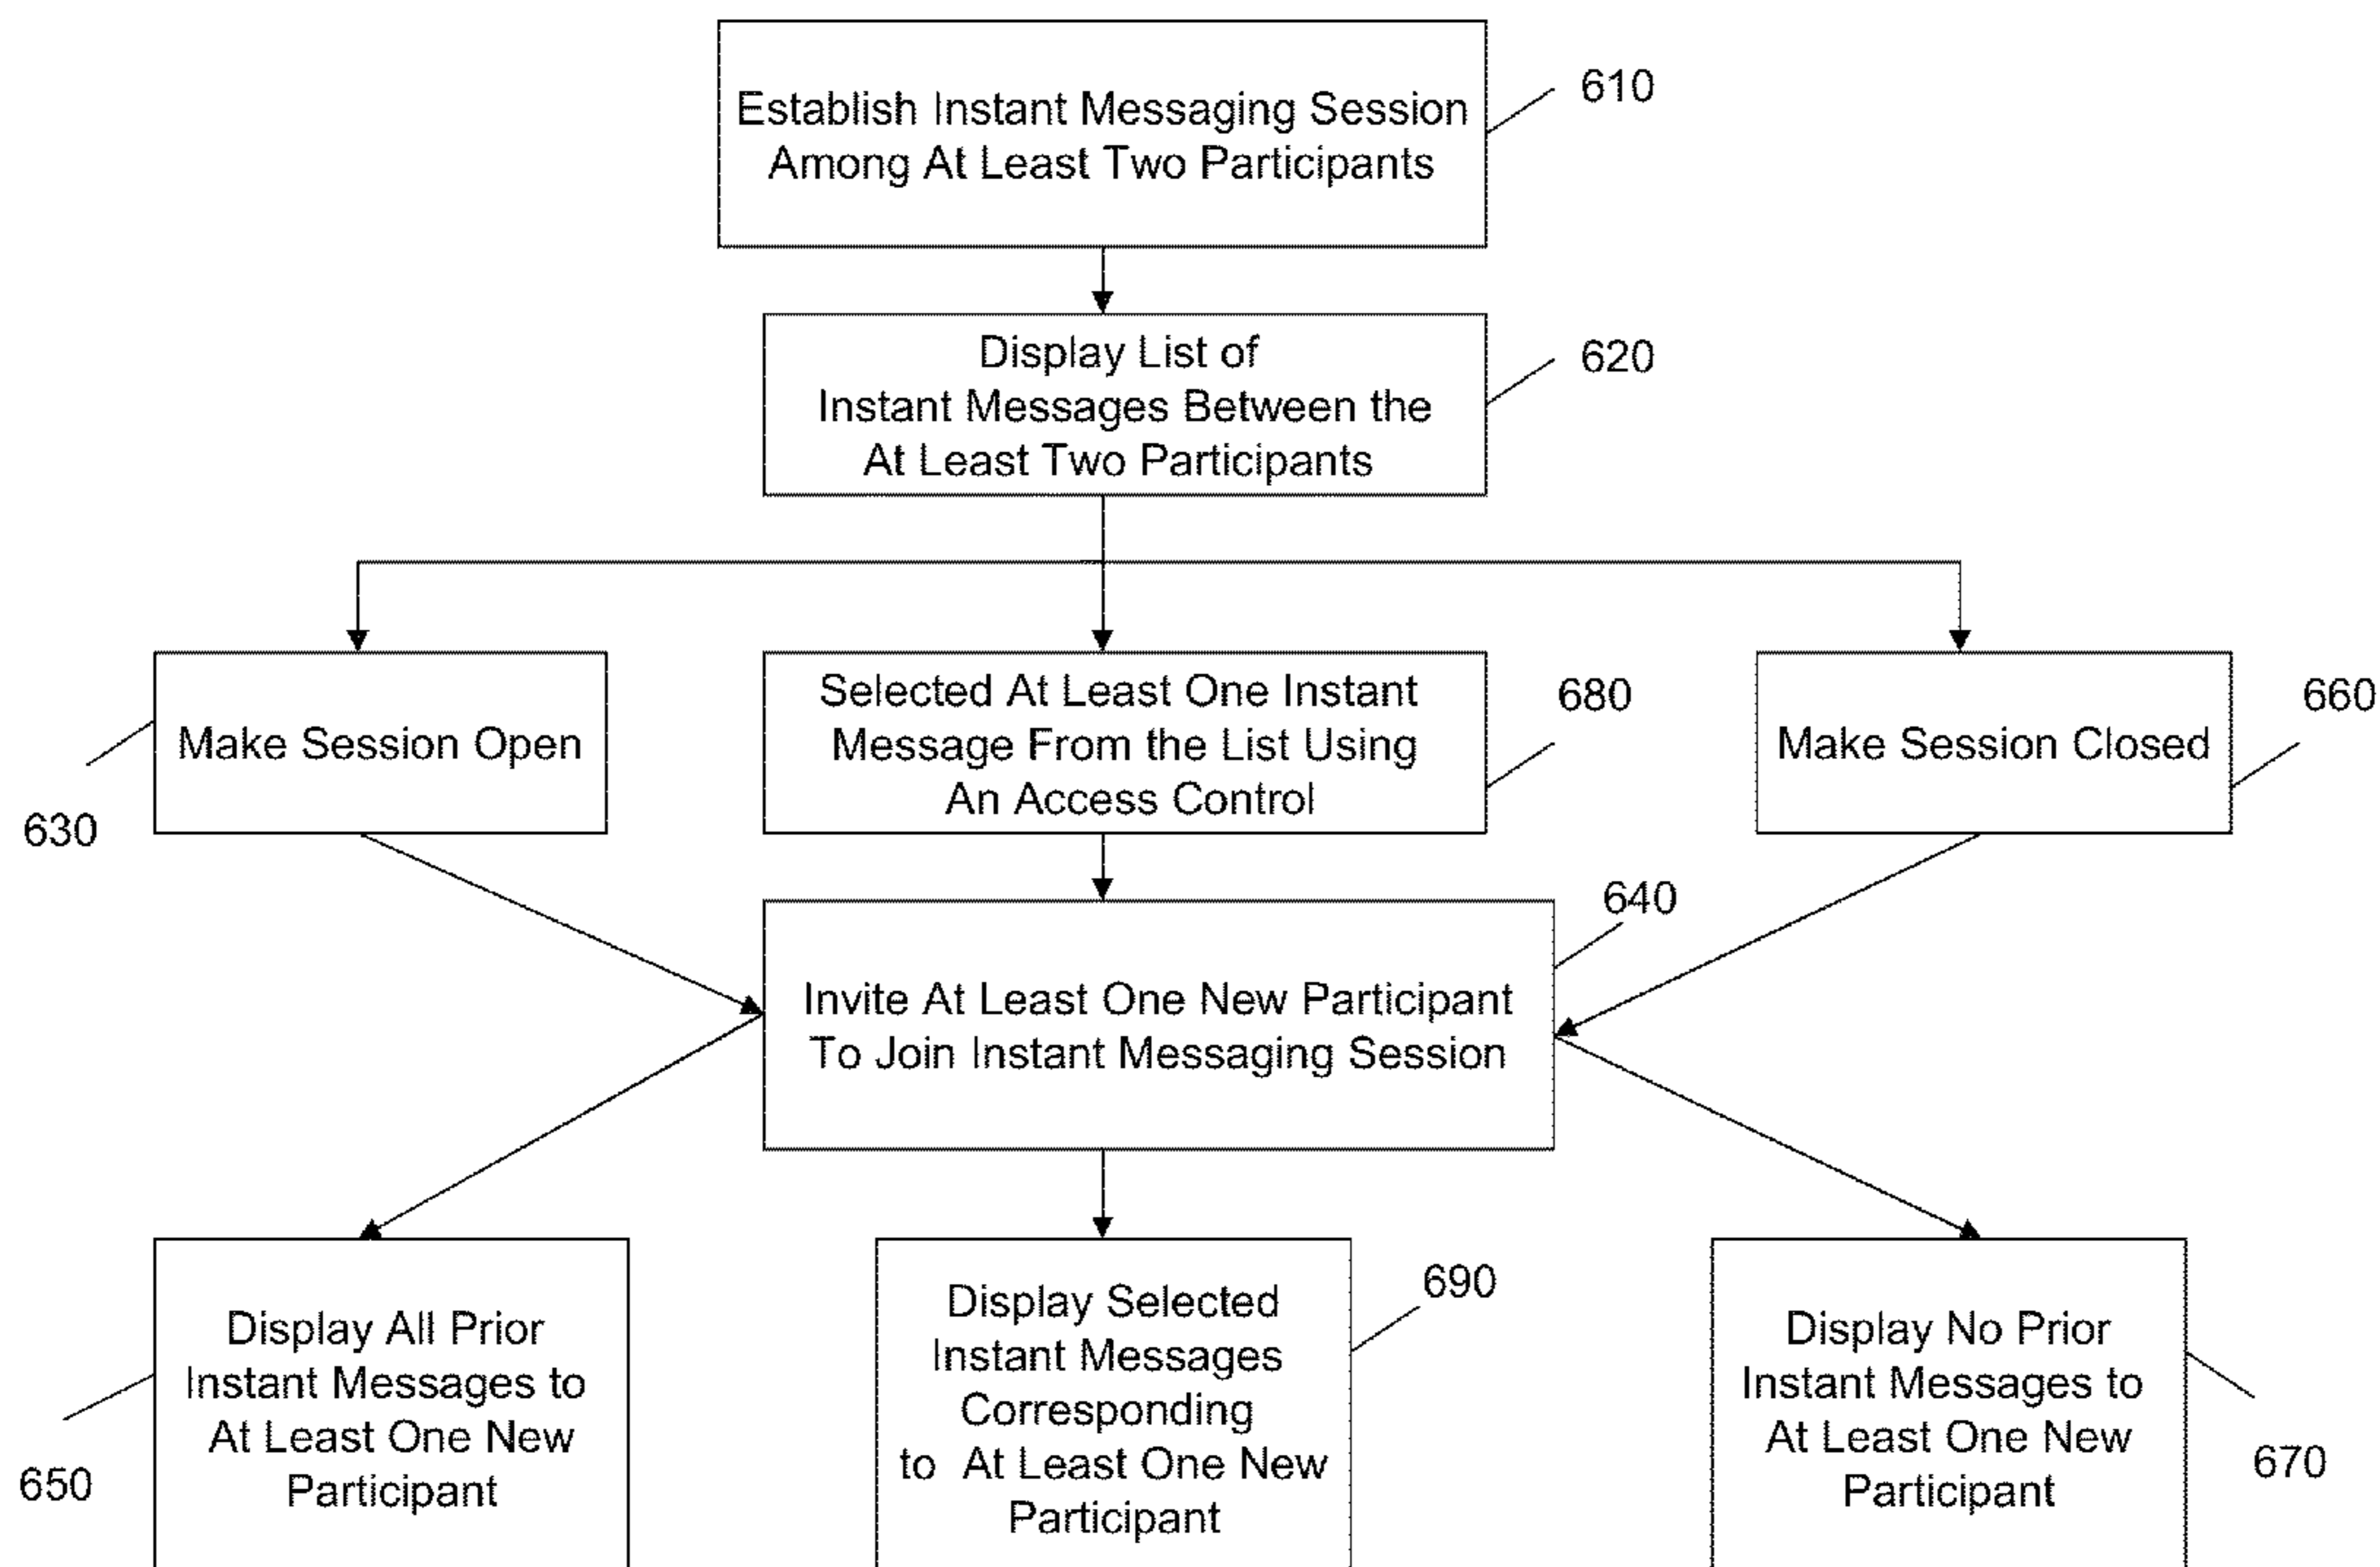 Establish Instant Messaging Session
Among At Least Two Participants
610
Display List of
Instant Messages Between the
At Least Two Participants
620
Make Session Open
630
Selected At Least One Instant
Message From the List Using
An Access Control
680
Make Session Closed
660
Invite At Least One New Participant
To Join Instant Messaging Session
640
Display All Prior
Instant Messages to
At Least One New
Participant
650
Display Selected
Instant Messages
Corresponding
to At Least One New
Participant
690
Display No Prior
Instant Messages to
At Least One New
Participant
670